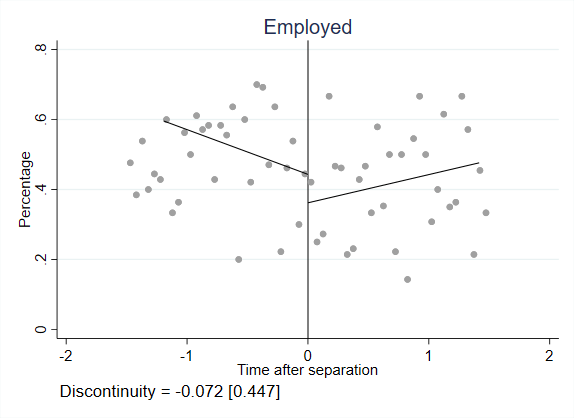 Employed
Percentage
.8
.6
.4
.2
0
-2
-1
0
1
2
Time after separation
Discontinuity = -0.072 [0.447]